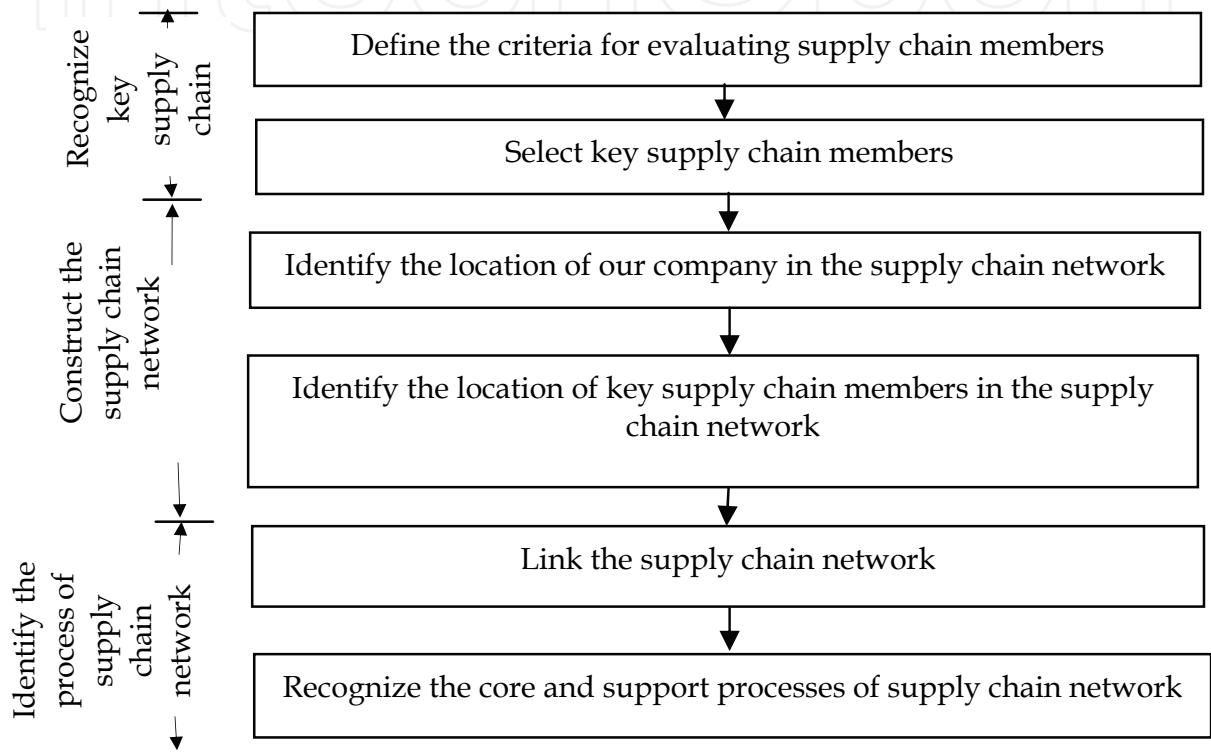 Recognize
key
supply
chain
Define the criteria for evaluating supply chain members
Select key supply chain members
Construct the
supply chain
network
Identify the location of our company in the supply chain network
Identify the location of key supply chain members in the supply
chain network
Identify the
process of
supply
chain
network
Link the supply chain network
Recognize the core and support processes of supply chain network